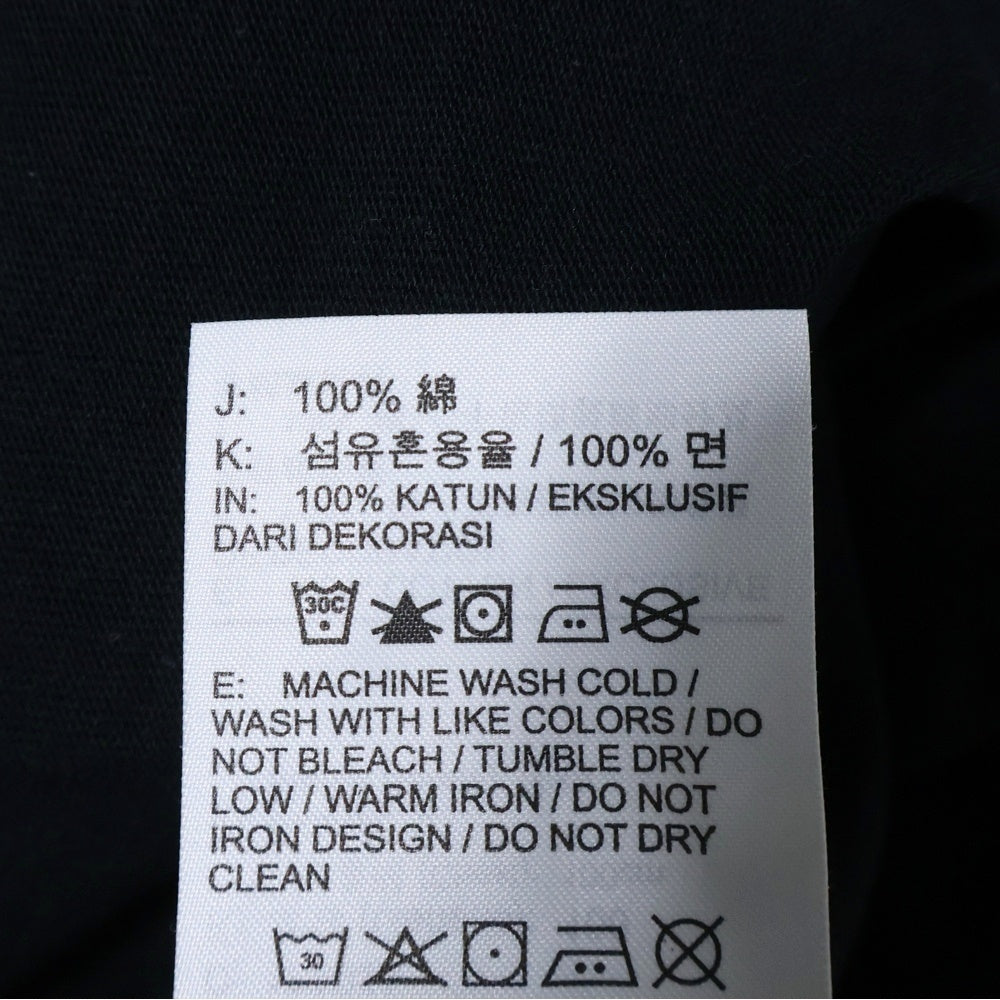 J: 100% 綿
K: 섬유혼용율 / 100% 면
IN: 100% KATUN / EKSKLUSIF
DARI DEKORASI
30C
E: MACHINE WASH COLD /
WASH WITH LIKE COLORS / DO
NOT BLEACH / TUMBLE DRY
LOW / WARM IRON / DO NOT
IRON DESIGN / DO NOT DRY
CLEAN
30